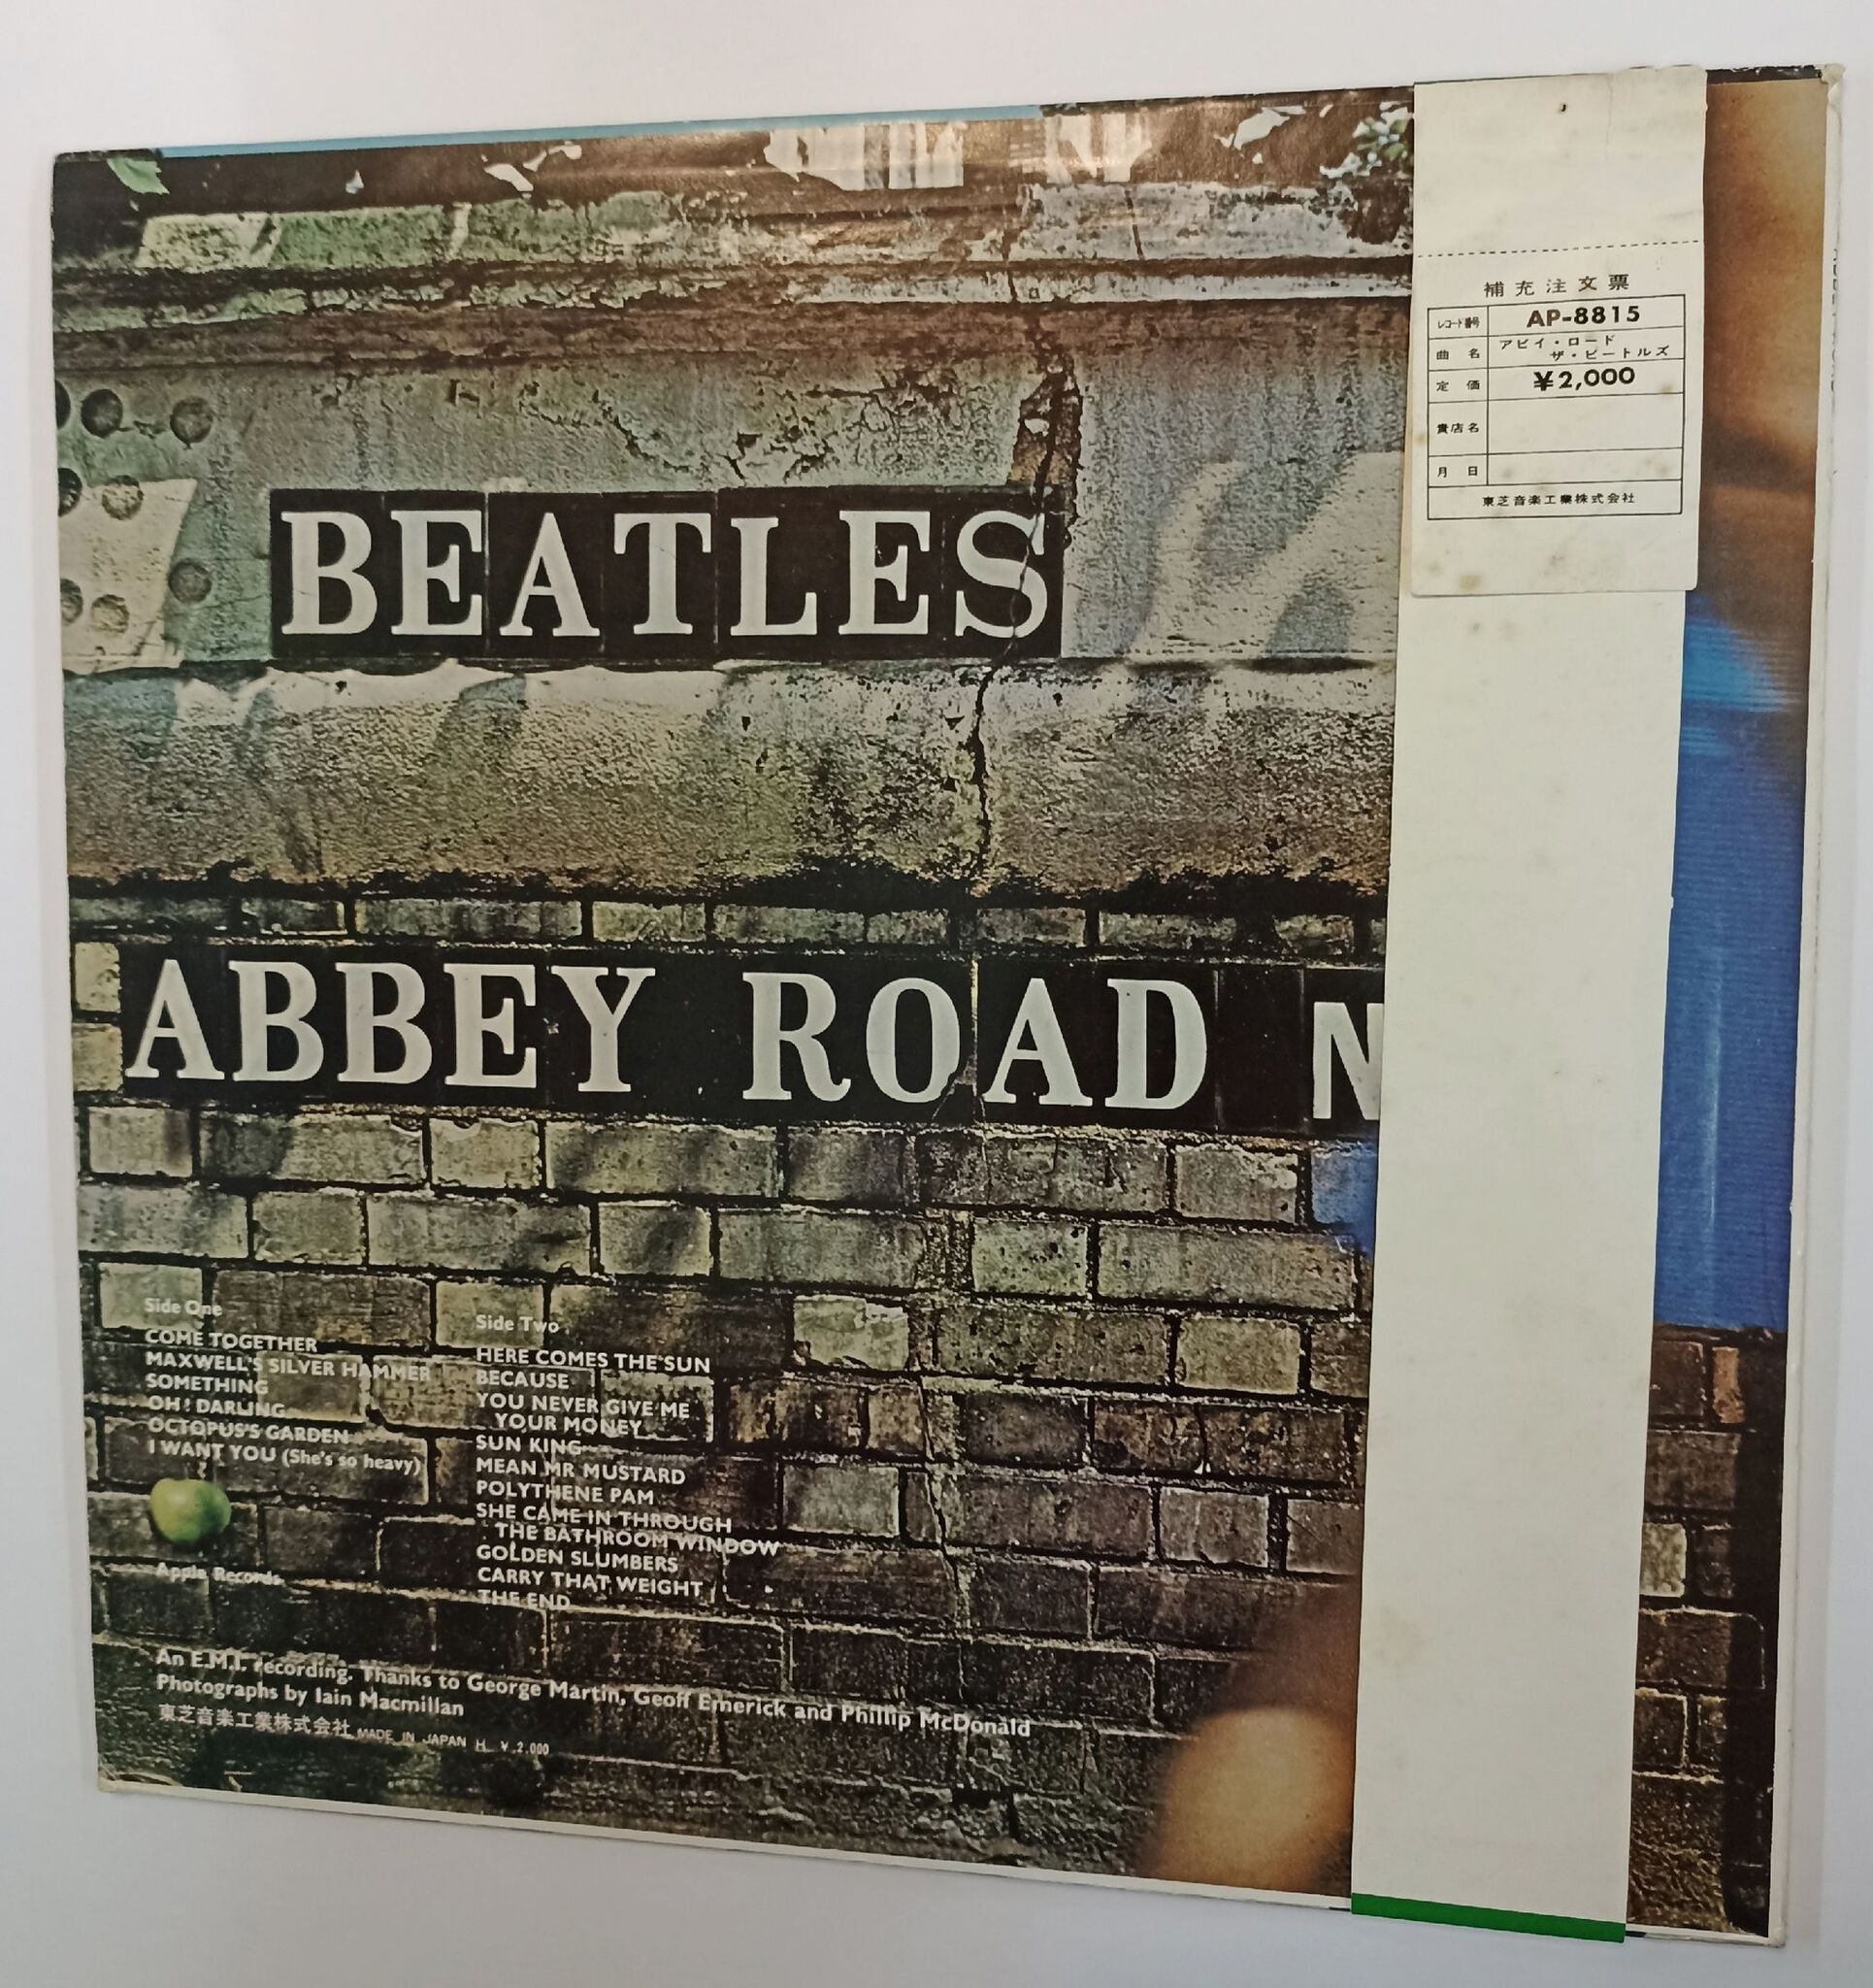 BEATLES
ABBEY ROAD N
Side One
COME TOGETHER
MAXWELL'S SILVER HAMMER
SOMETHING
OH! DARLING
OCTOPUS'S GARDEN
I WANT YOU (She's so heavy)
Apple Records
Side Two
HERE COMES THE SUN
BECAUSE
YOU NEVER GIVE ME
YOUR MONEY
SUN KING
MEAN MR MUSTARD
POLYTHENE PAM
SHE CAME IN THROUGH
THE BATHROOM WINDOW
GOLDEN SLUMBERS
CARRY THAT WEIGHT
THE END
An E.M.I. recording. Thanks to George Martin, Geoff Emerick and Phillip McDonald
Photographs by Iain Macmillan
東芝音楽工業株式会社 MADE IN JAPAN H ¥ 2,000
補充注文票
レコード番号 AP-8815
曲名 アビイ・ロード
ザ・ビートルズ
定価 ¥2,000
貴店名
月日
東芝音楽工業株式会社